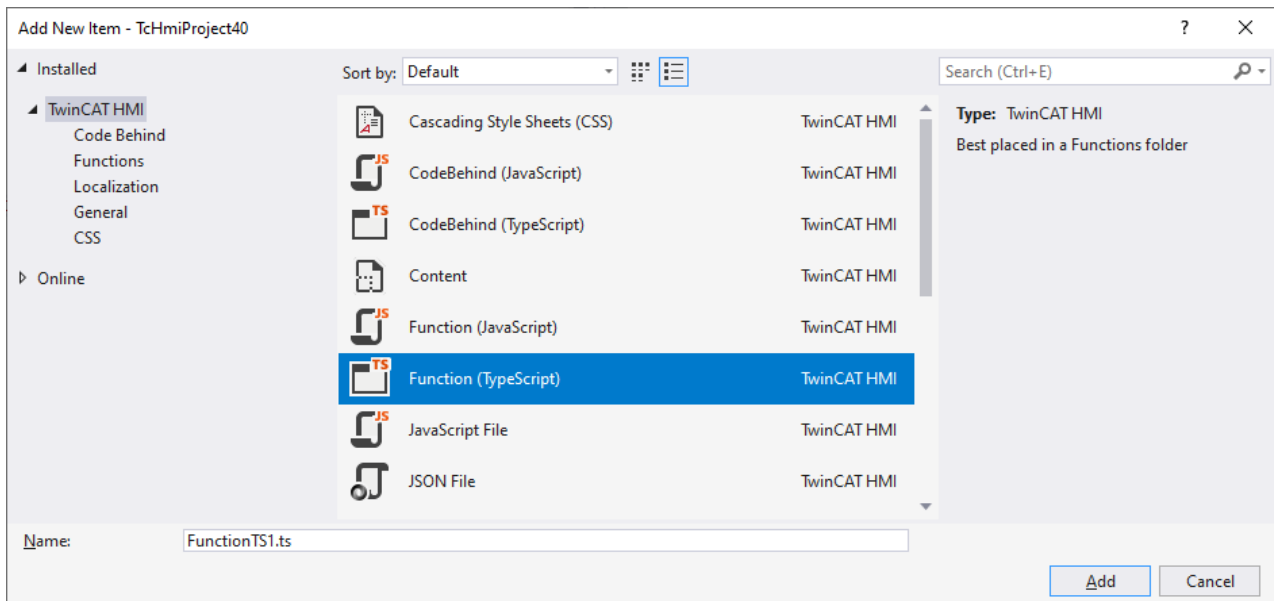 Add New Item - TcHmiProject40
?
Installed
TwinCAT HMI
Code Behind
Functions
Localization
General
CSS
Online
Sort by: Default
Search (Ctrl+E)
Cascading Style Sheets (CSS) TwinCAT HMI
JS
CodeBehind (JavaScript) TwinCAT HMI
TS
CodeBehind (TypeScript) TwinCAT HMI
Content TwinCAT HMI
JS
Function (JavaScript) TwinCAT HMI
TS
Function (TypeScript) TwinCAT HMI
JS
JavaScript File TwinCAT HMI
JSON File TwinCAT HMI
Type: TwinCAT HMI
Best placed in a Functions folder
Name: FunctionTS1.ts
Add
Cancel